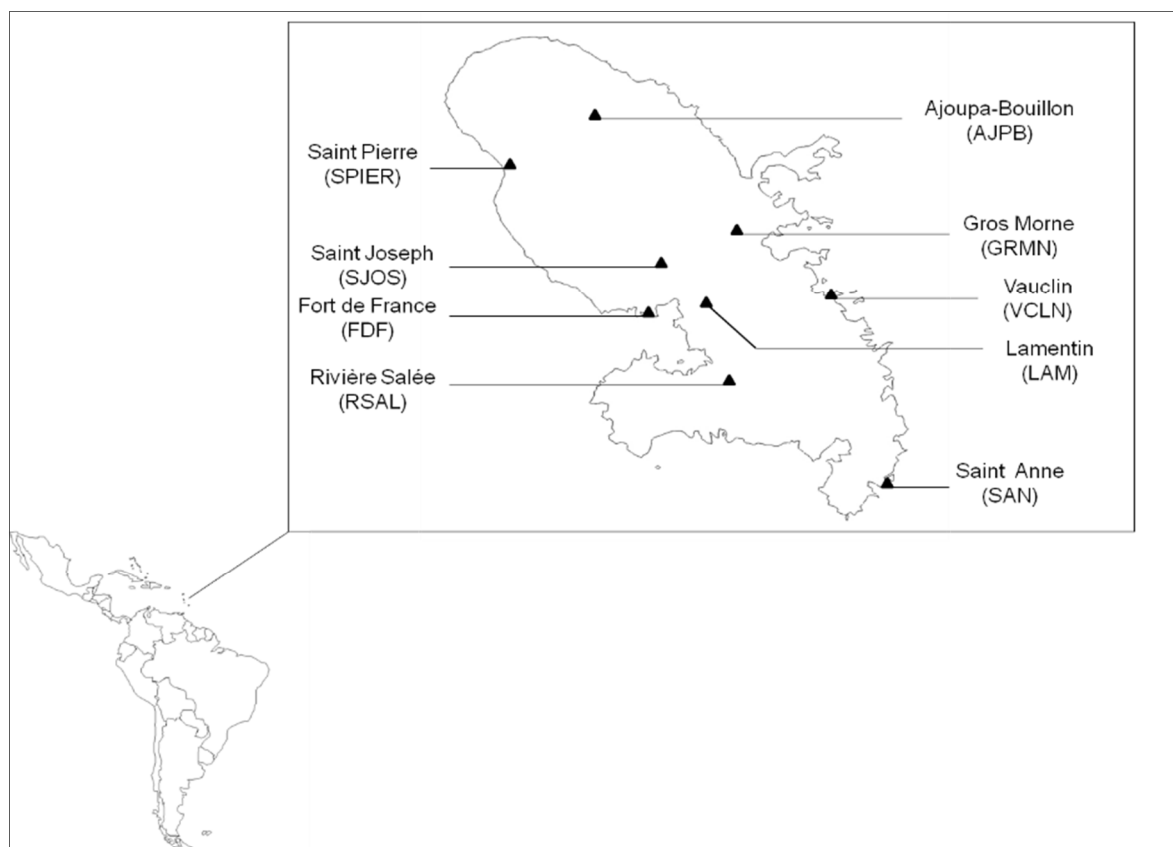 Ajoupa-Bouillon
(AJPB)
Saint Pierre
(SPIER)
Gros Morne
(GRMN)
Saint Joseph
(SJOS)
Vauclin
(VCLN)
Fort de France
(FDF)
Lamentin
(LAM)
Rivière Salée
(RSAL)
Saint Anne
(SAN)